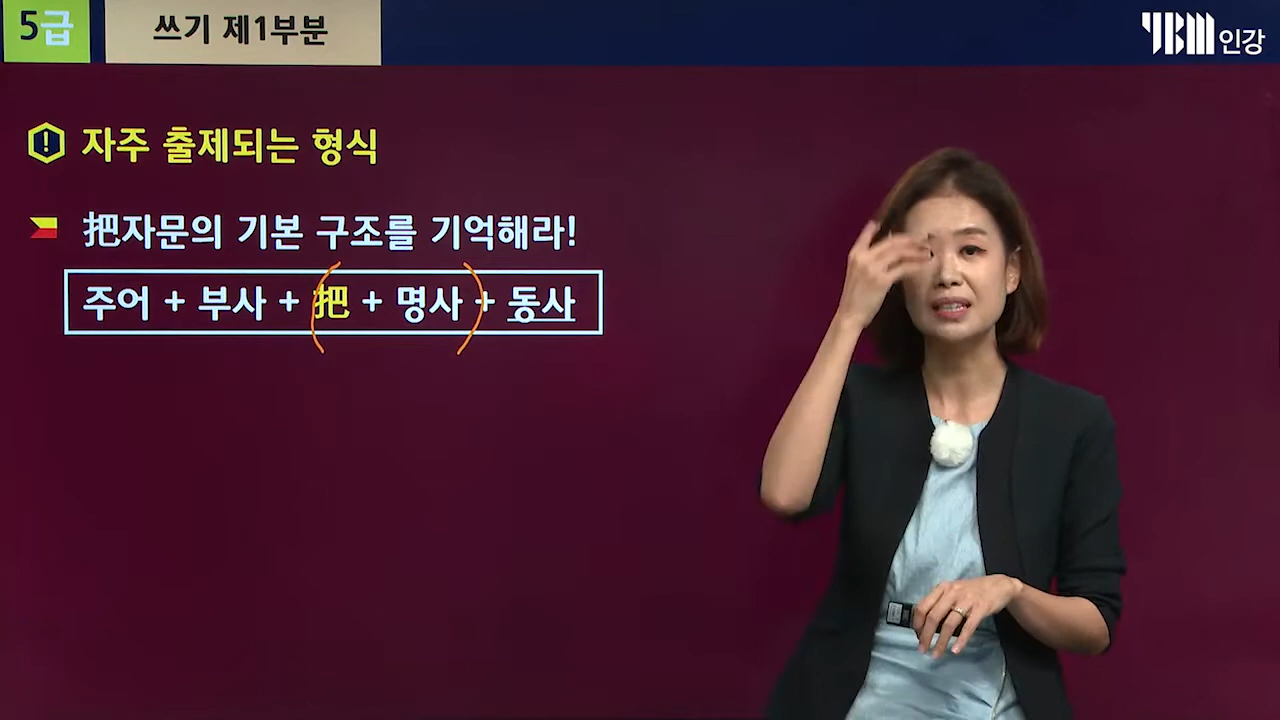 5급
쓰기 제1부분
YBM 인강
자주 출제되는 형식
把자문의 기본 구조를 기억해라!
주어 + 부사 + 把 + 명사 + 동사